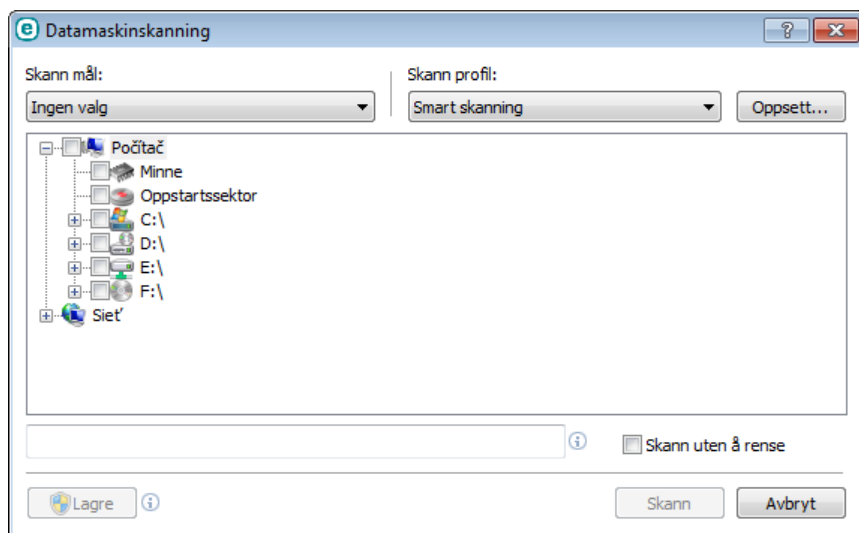 Datamaskinskanning
Skann mål:
Skann profil:
Ingen valg
Smart skanning
Oppsett...
Počítač
Minne
Oppstartssektor
C:\
D:\
E:\
F:\
Sieť
Skann uten å rense
Lagre
Skann
Avbryt